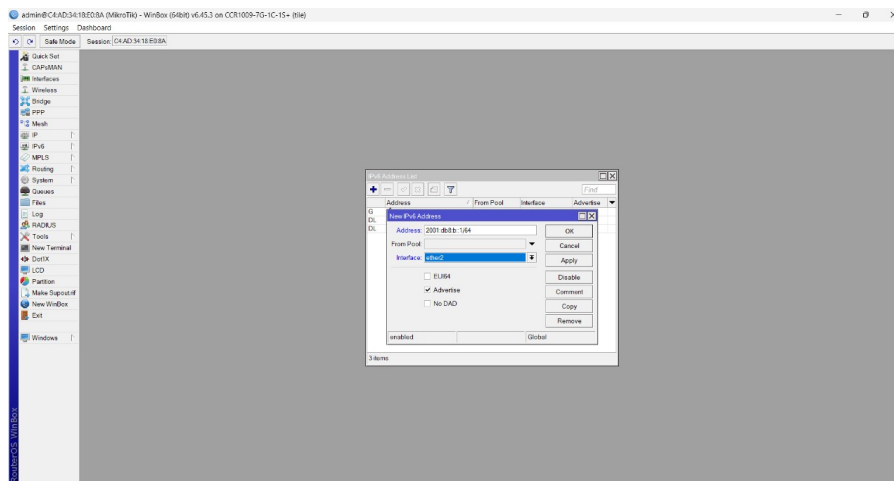 admin@C4:AD:34:18:E0:8A (MikroTik) - WinBox (64bit) v6.45.3 on CCR1009-7G-1C-1S+ (tile)
Session Settings Dashboard
Safe Mode Session: C4:AD:34:18:E0:8A
Quick Set
CAPsMAN
Interfaces
Wireless
Bridge
PPP
Mesh
IP
IPv6
MPLS
Routing
System
Queues
Files
Log
RADIUS
Tools
New Terminal
Dot1X
LCD
Partition
Make Supout.rif
New WinBox
Exit
Windows
RouterOS WinBox
IPv6 Address List
Find
Address From Pool Interface Advertise
G
DL
DL
New IPv6 Address
Address: 2001:db8:b::1/64
From Pool:
Interface: ether2
EUI64
Advertise
No DAD
OK
Cancel
Apply
Disable
Comment
Copy
Remove
enabled Global
3 items